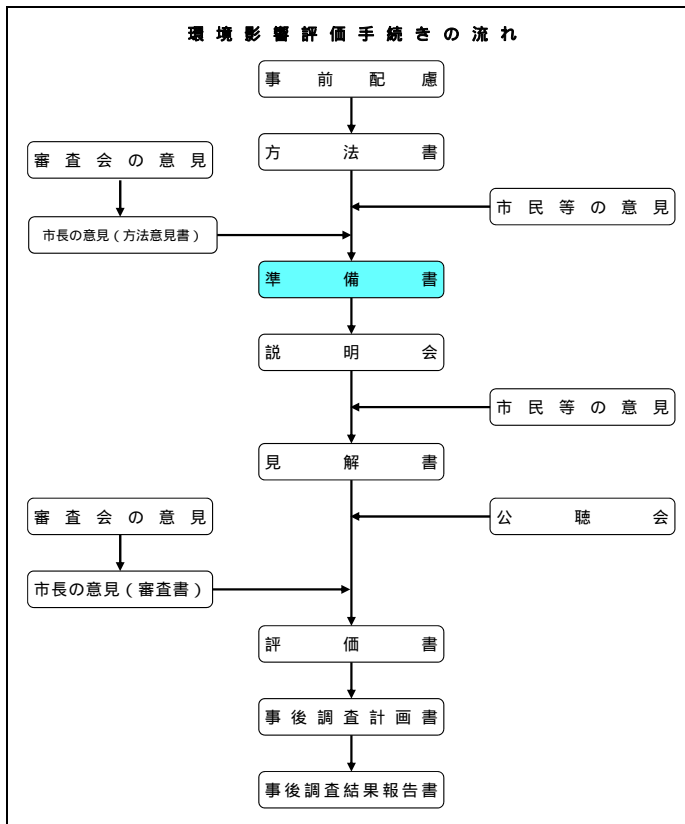 環境影響評価手続きの流れ
事前配慮
方法書
審査会の意見
市民等の意見
市長の意見(方法意見書)
準備書
説明会
市民等の意見
見解書
審査会の意見
公聴会
市長の意見(審査書)
評価書
事後調査計画書
事後調査結果報告書